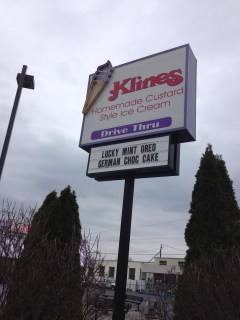 Klines
Homemade Custard
Style Ice Cream
Drive Thru
LUCKY MINT OREO
GERMAN CHOC CAKE